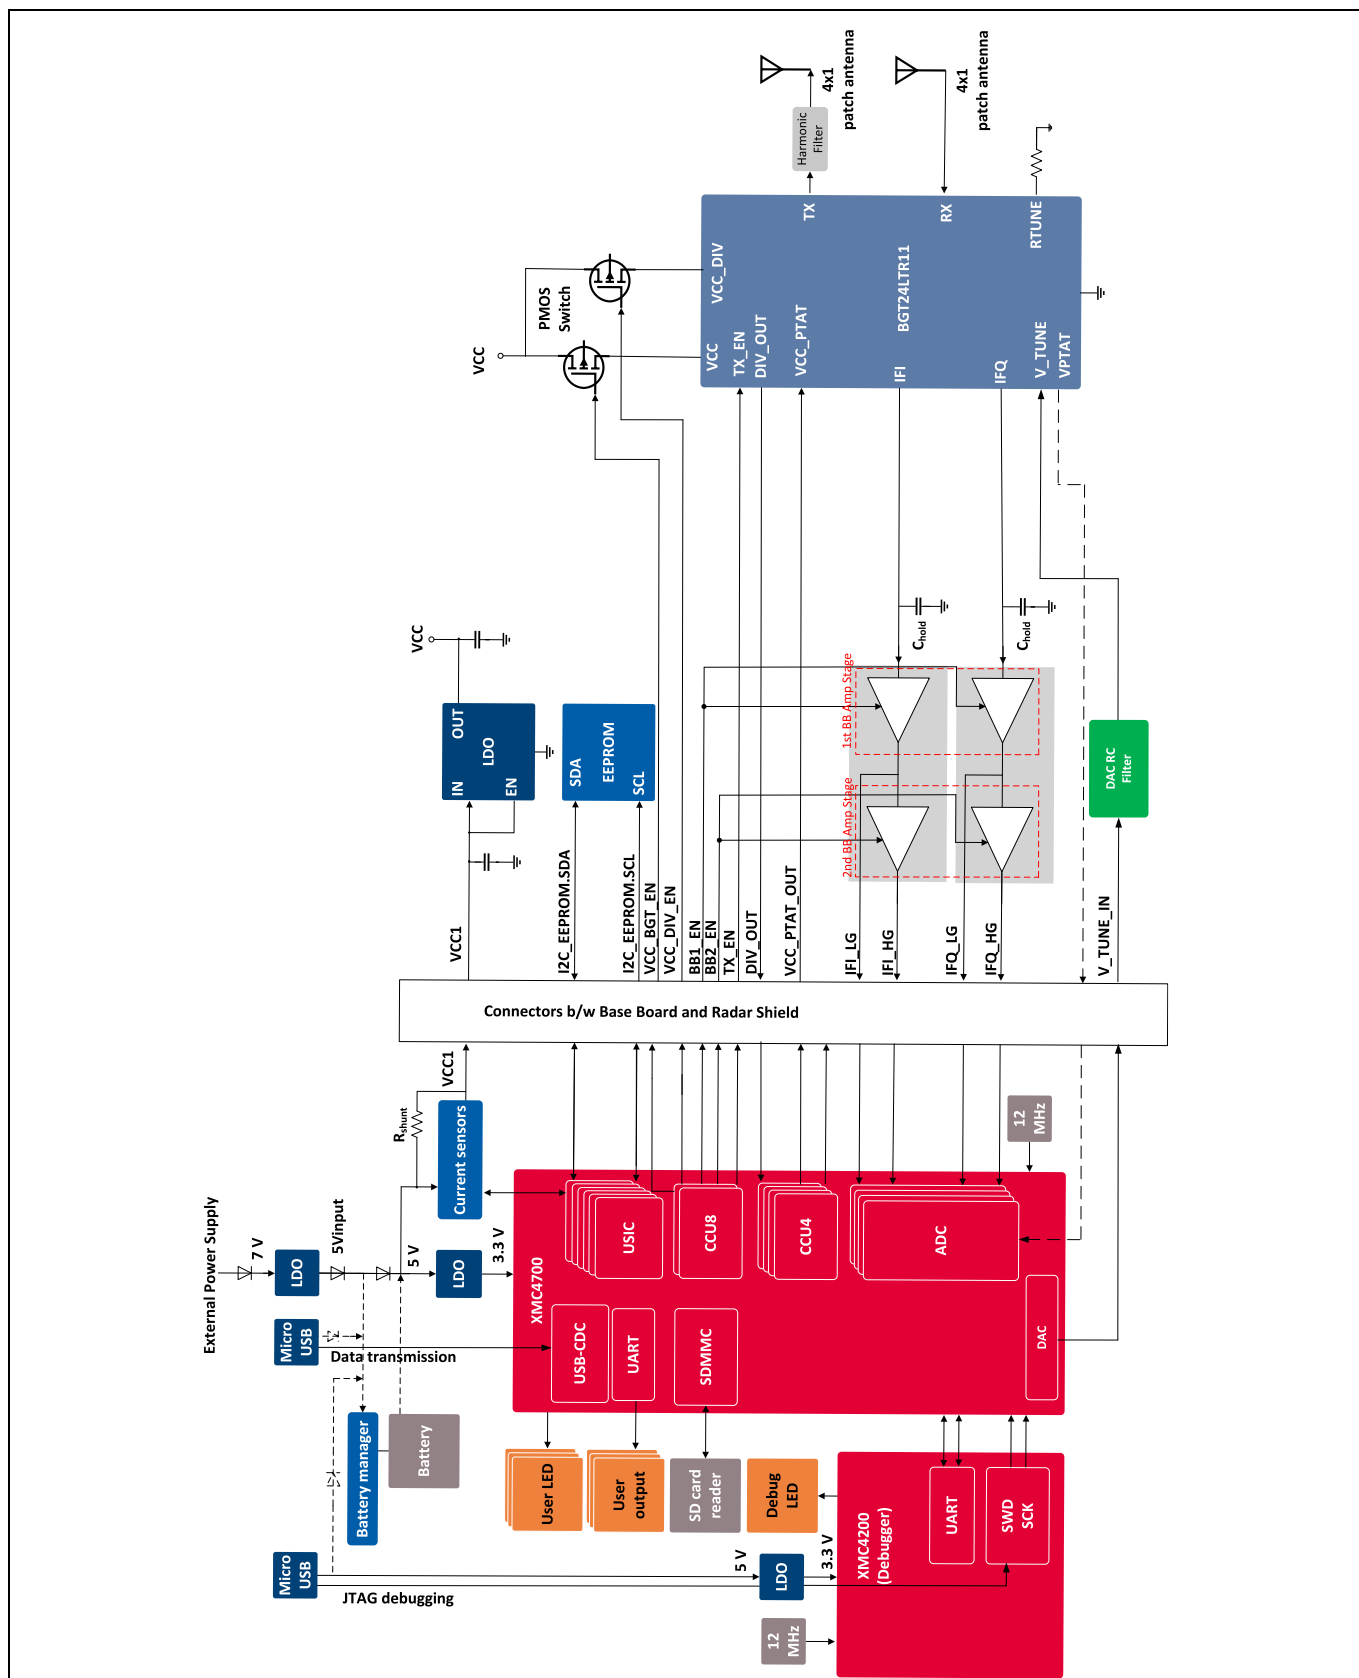 External Power Supply
7 V
LDO
5Vinput
5 V
LDO
3.3 V
Micro
USB
Data transmission
Battery manager
Battery
Micro
USB
JTAG debugging
5 V
LDO
3.3 V
12
MHz
XMC4200
(Debugger)
UART
SWD
SCK
Debug
LED
SD card
reader
User
output
User LED
XMC4700
USB-CDC
UART
SDMMC
USIC
CCU8
CCU4
ADC
DAC
12
MHz
Current sensors
Rshunt
VCC1
Connectors b/w Base Board and Radar Shield
VCC1
I2C_EEPROM.SDA
I2C_EEPROM.SCL
VCC_BGT_EN
VCC_DIV_EN
BB1_EN
BB2_EN
TX_EN
DIV_OUT
VCC_PTAT_OUT
IFI_LG
IFI_HG
IFQ_LG
IFQ_HG
V_TUNE_IN
IN
OUT
LDO
EN
VCC
SDA
EEPROM
SCL
1st BB Amp Stage
2nd BB Amp Stage
Chold
Chold
DAC RC
Filter
VCC
PMOS
Switch
VCC
VCC_DIV
TX_EN
DIV_OUT
VCC_PTAT
IFI
IFQ
V_TUNE
VPTAT
BGT24LTR11
TX
RX
RTUNE
Harmonic
Filter
4x1
patch antenna
4x1
patch antenna